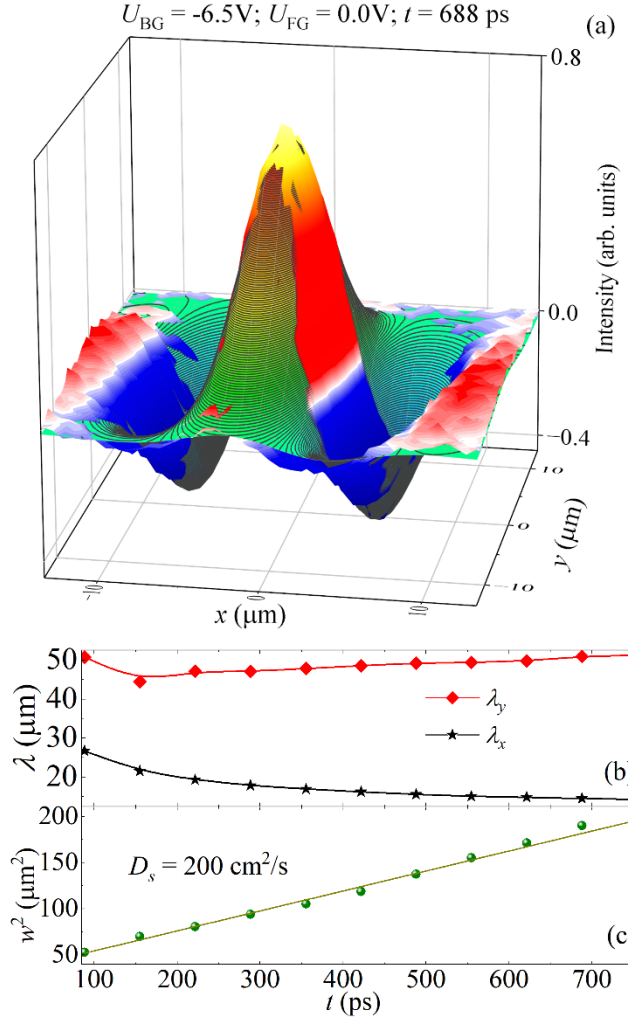 U_BG = -6.5V; U_FG = 0.0V; t = 688 ps
(a)
0.8
Intensity (arb. units)
0.0
−0.4
10
0
−10
y (μm)
−10
0
10
x (μm)
50
40
30
20
λ (μm)
λ_y
λ_x
(b)
200
150
100
50
w² (μm²)
D_s = 200 cm²/s
(c)
100 200 300 400 500 600 700
t (ps)